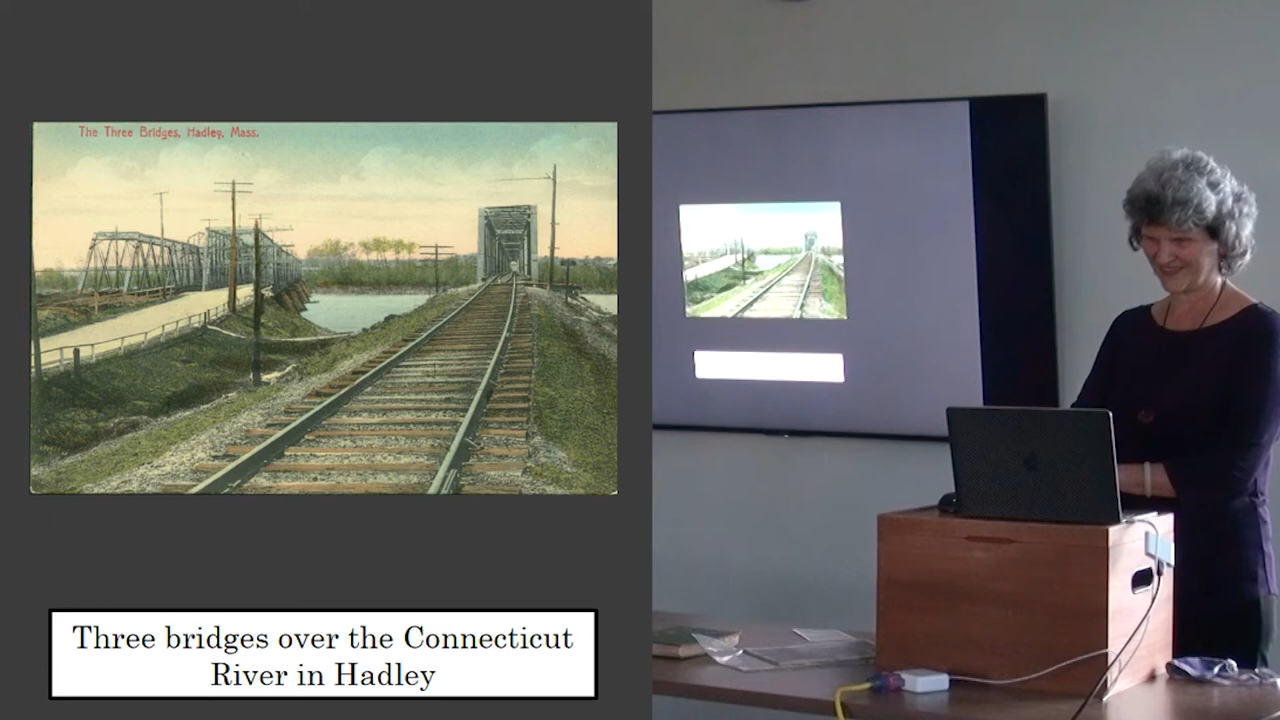 The Three Bridges, Hadley, Mass.
Three bridges over the Connecticut
River in Hadley